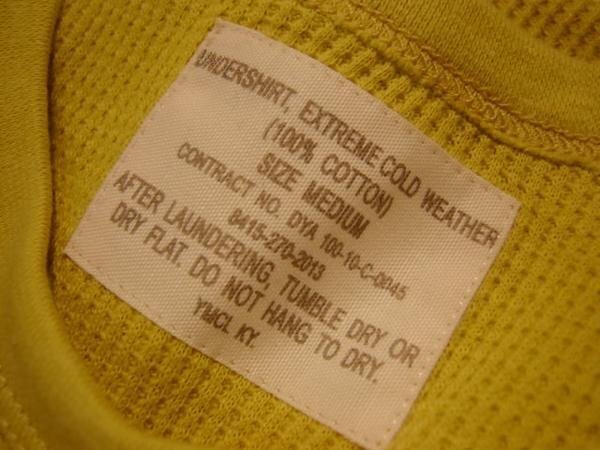 UNDERSHIRT, EXTREME COLD WEATHER
(100% COTTON)
SIZE MEDIUM
CONTRACT NO. DYA 100-10-C-0045
8415-270-2013
AFTER LAUNDERING, TUMBLE DRY OR
DRY FLAT. DO NOT HANG TO DRY.
YMCL KY.